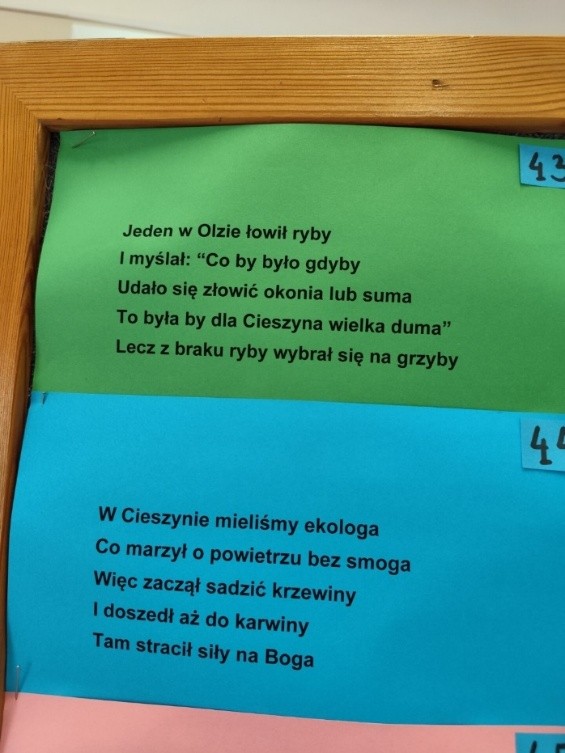 43
Jeden w Olzie łowił ryby
I myślał: “Co by było gdyby
Udało się złowić okonia lub suma
To była by dla Cieszyna wielka duma”
Lecz z braku ryby wybrał się na grzyby
44
W Cieszynie mieliśmy ekologa
Co marzył o powietrzu bez smoga
Więc zaczął sadzić krzewiny
I doszedł aż do karwiny
Tam stracił siły na Boga